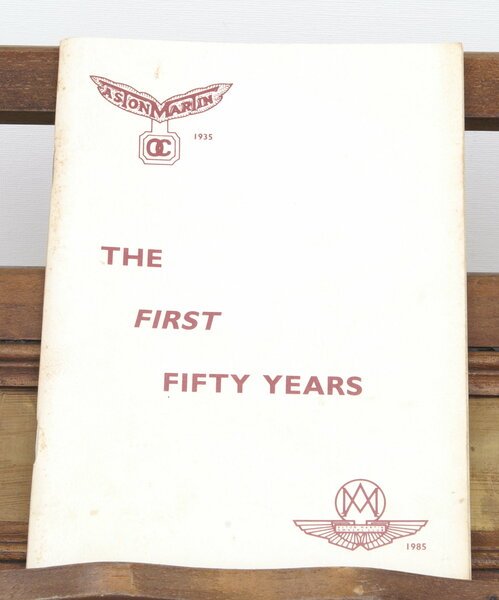 ASTON MARTIN
OC
1935
THE
FIRST
FIFTY YEARS
AM
1985